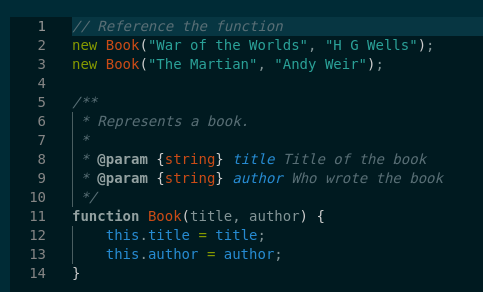 1 // Reference the function
2 new Book("War of the Worlds", "H G Wells");
3 new Book("The Martian", "Andy Weir");
4
5 /**
6  * Represents a book.
7  *
8  * @param {string} title Title of the book
9  * @param {string} author Who wrote the book
10  */
11 function Book(title, author) {
12     this.title = title;
13     this.author = author;
14 }